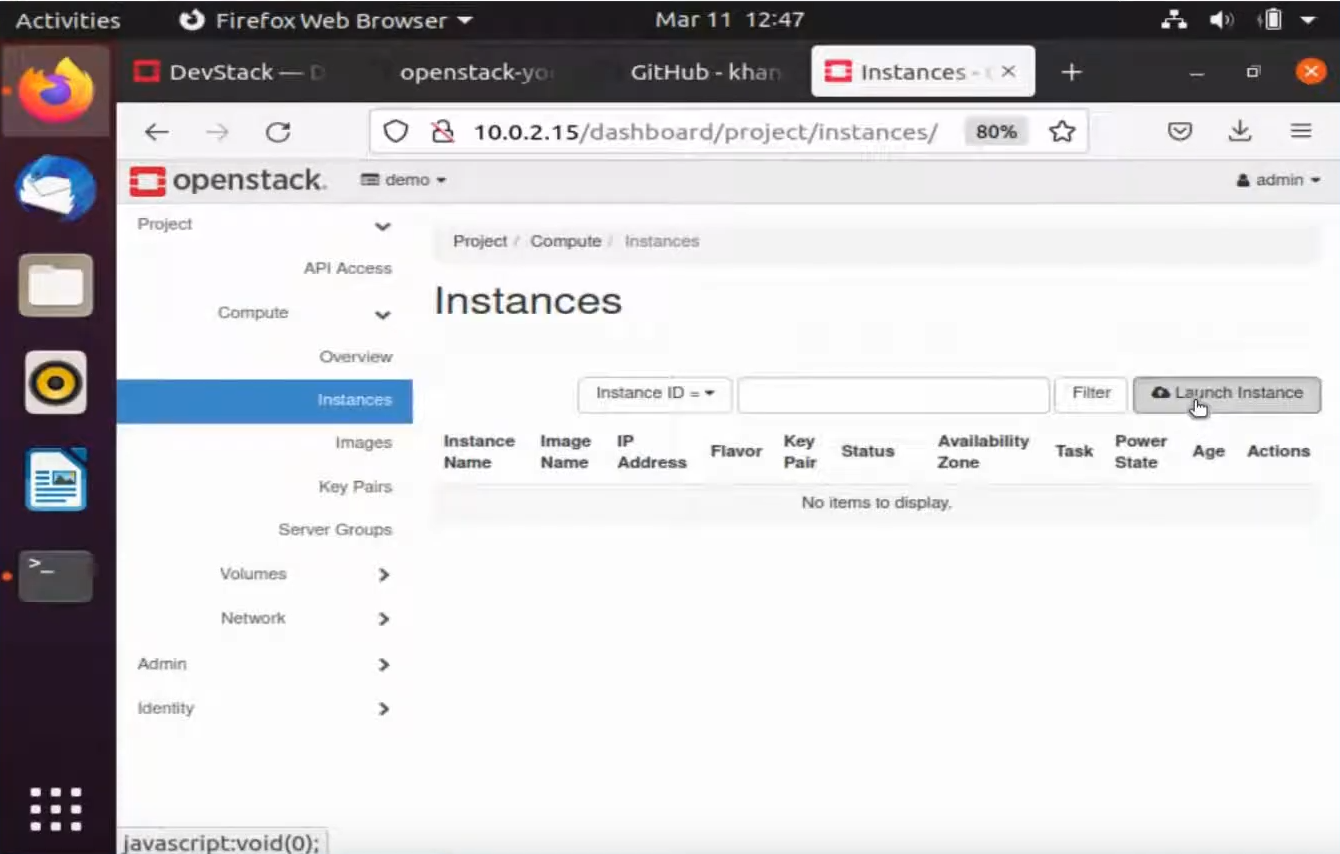 Activities Firefox Web Browser Mar 11 12:47
DevStack — openstack-yo GitHub - khan Instances -
10.0.2.15/dashboard/project/instances/ 80%
openstack. demo admin
Project
API Access
Compute
Overview
Instances
Images
Key Pairs
Server Groups
Volumes
Network
Admin
Identity
Project / Compute / Instances
Instances
Instance ID = Filter Launch Instance
Instance Name Image Name IP Address Flavor Key Pair Status Availability Zone Task Power State Age Actions
No items to display.
javascript:void(0);